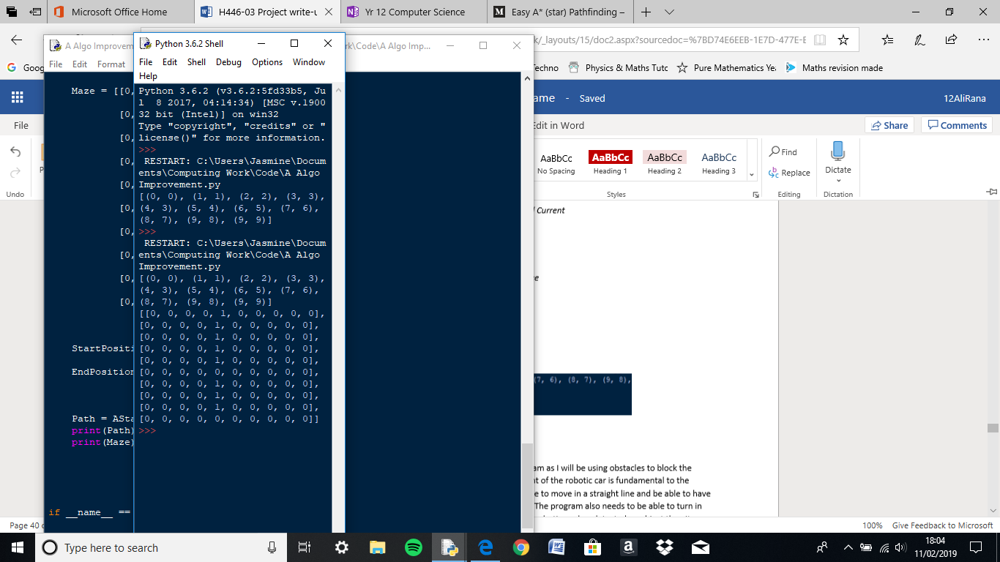 Microsoft Office Home
H446-03 Project write-u
Yr 12 Computer Science
Easy A* (star) Pathfinding –
A Algo Improvem
Python 3.6.2 Shell
rk\Code\A Algo Imp...
k/_layouts/15/doc2.aspx?sourcedoc=%7BD74E6EEB-1E7D-477E-E
File Edit Format
File Edit Shell Debug Options Window
Help
Goog
echno
Physics & Maths Tutc
Pure Mathematics Ye
Maths revision made
ame - Saved
12AliRana
File
Edit in Word
Share
Comments
Undo
AaBbCc
No Spacing
AaBbCc
Heading 1
AaBbCc
Heading 2
AaBbCc
Heading 3
Styles
Find
Replace
Editing
Dictate
Dictation
Maze = [[0,
[0,
[0,
[0,
[0,
[0,
[0,
[0,
[0,
[0,
StartPositi
EndPosition
Path = ASta
print(Path)
print(Maze)
if __name__ ==
Python 3.6.2 (v3.6.2:5fd33b5, Ju
l  8 2017, 04:14:34) [MSC v.1900
32 bit (Intel)] on win32
Type "copyright", "credits" or "
license()" for more information.
>>>
RESTART: C:\Users\Jasmine\Docum
ents\Computing Work\Code\A Algo
Improvement.py
[(0, 0), (1, 1), (2, 2), (3, 3),
(4, 3), (5, 4), (6, 5), (7, 6),
(8, 7), (9, 8), (9, 9)]
>>>
RESTART: C:\Users\Jasmine\Docum
ents\Computing Work\Code\A Algo
Improvement.py
[(0, 0), (1, 1), (2, 2), (3, 3),
(4, 3), (5, 4), (6, 5), (7, 6),
(8, 7), (9, 8), (9, 9)]
[[0, 0, 0, 0, 1, 0, 0, 0, 0, 0],
[0, 0, 0, 0, 1, 0, 0, 0, 0, 0],
[0, 0, 0, 0, 1, 0, 0, 0, 0, 0],
[0, 0, 0, 0, 1, 0, 0, 0, 0, 0],
[0, 0, 0, 0, 1, 0, 0, 0, 0, 0],
[0, 0, 0, 0, 0, 0, 0, 0, 0, 0],
[0, 0, 0, 0, 1, 0, 0, 0, 0, 0],
[0, 0, 0, 0, 1, 0, 0, 0, 0, 0],
[0, 0, 0, 0, 1, 0, 0, 0, 0, 0],
[0, 0, 0, 0, 0, 0, 0, 0, 0, 0]]
>>>
Current
(7, 6), (8, 7), (9, 8),
am as I will be using obstacles to block the
t of the robotic car is fundamental to the
e to move in a straight line and be able to have
The program also needs to be able to turn in
Page 40
100% Give Feedback to Microsoft
Type here to search
18:04
11/02/2019